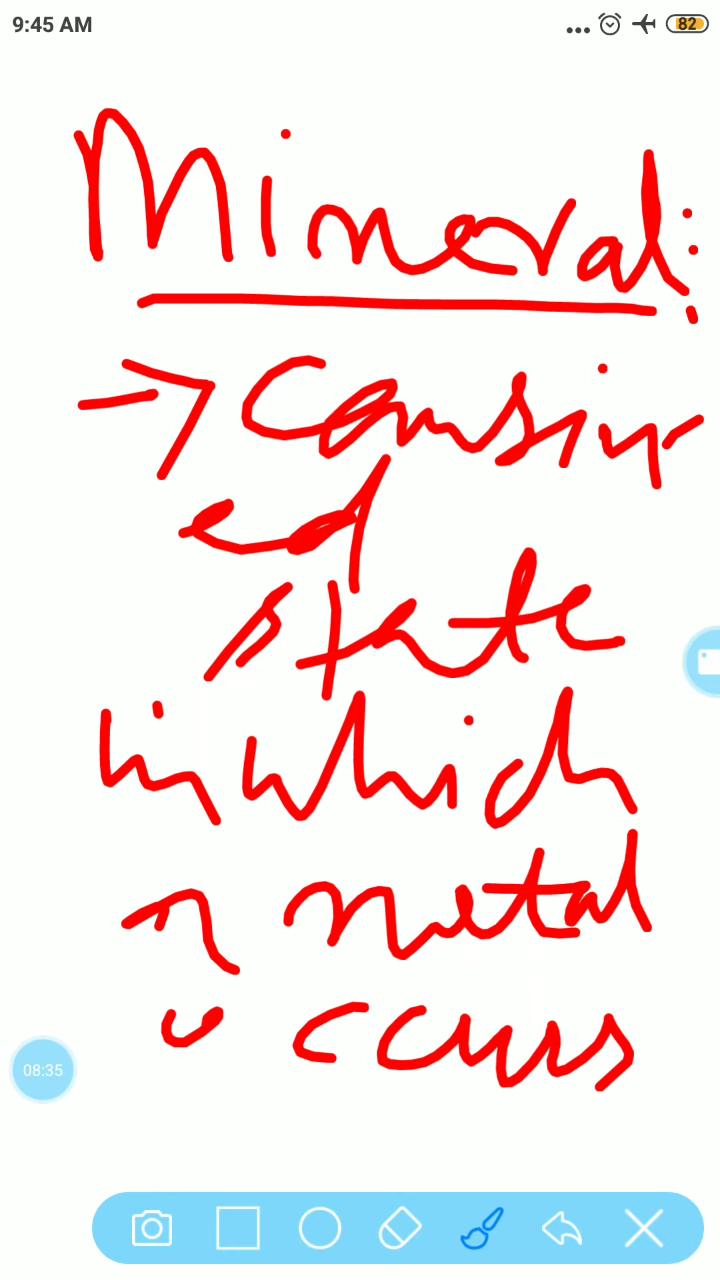 9:45 AM
82
Mineral:
→ Combin-
ed
state
in which
a metal
occurs
08:35